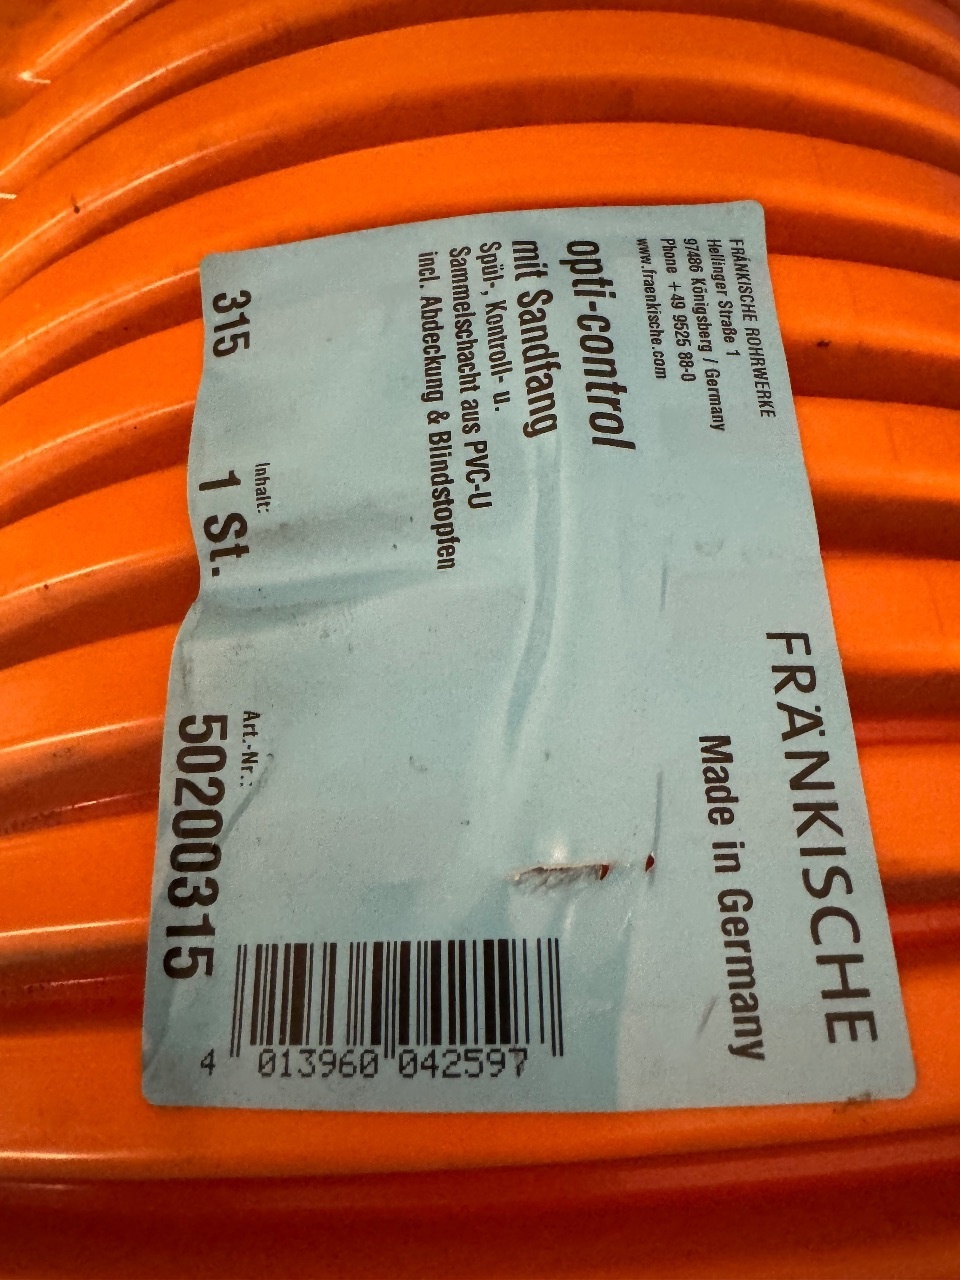 FRÄNKISCHE ROHRWERKE
Hellinger Straße 1
97486 Königsberg / Germany
Phone +49 9525 88-0
www.fraenkische.com
FRÄNKISCHE
Made in Germany
opti-control
mit Sandfang
Spül-, Kontroll- u.
Sammelschacht aus PVC-U
incl. Abdeckung & Blindstopfen
315
Inhalt:
1 St.
Art.-Nr.:
50200315
4 013960 042597